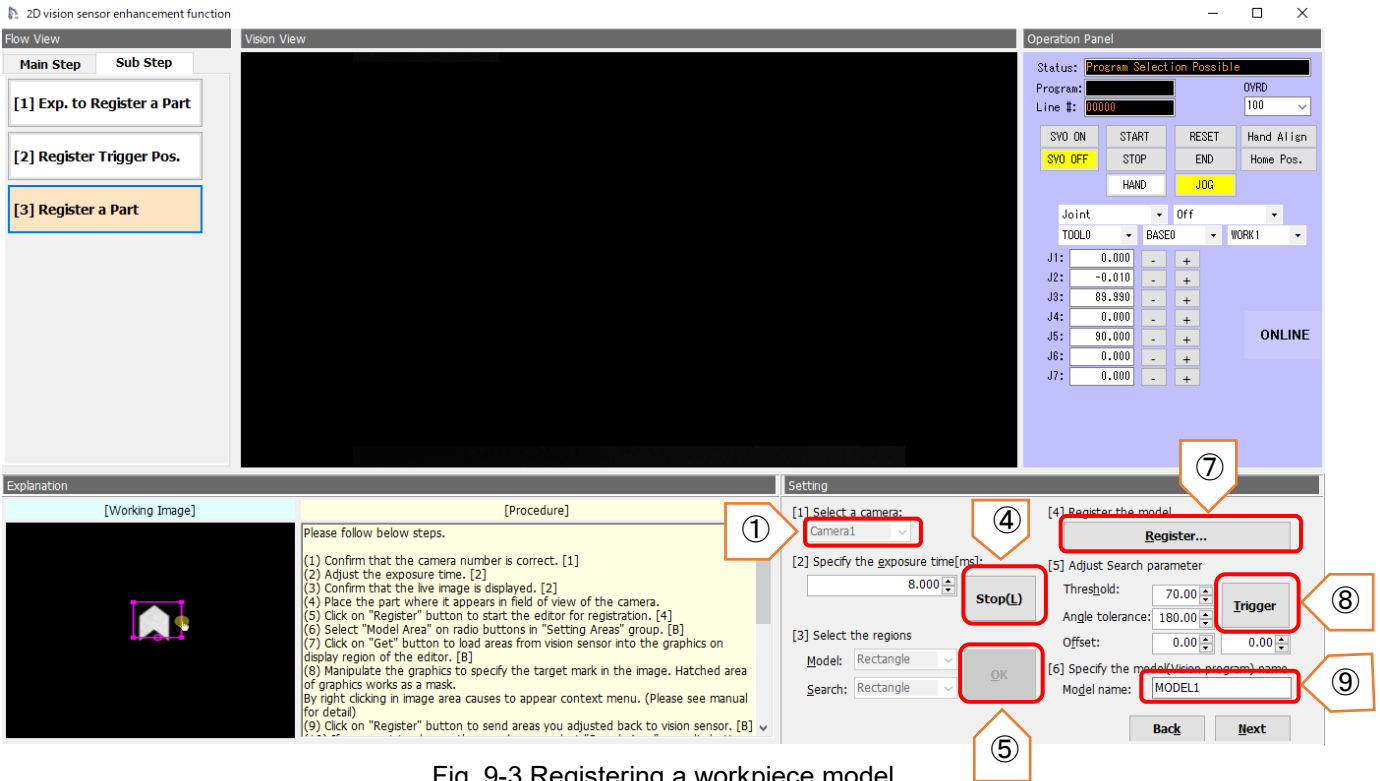 2D vision sensor enhancement function
Flow View
Main Step Sub Step
[1] Exp. to Register a Part
[2] Register Trigger Pos.
[3] Register a Part
Vision View
Operation Panel
Status: Program Selection Possible
Program: OVRD
Line #: 00000 100
SVO ON START RESET Hand Align
SVO OFF STOP END Home Pos.
HAND JOG
Joint Off
TOOL0 BASE0 WORK1
J1: 0.000 - +
J2: -0.010 - +
J3: 89.990 - +
J4: 0.000 - +
J5: 90.000 - +
J6: 0.000 - +
J7: 0.000 - +
ONLINE
Explanation
[Working Image]
[Procedure]
Please follow below steps.
(1) Confirm that the camera number is correct. [1]
(2) Adjust the exposure time. [2]
(3) Confirm that the live image is displayed. [2]
(4) Place the part where it appears in field of view of the camera.
(5) Click on "Register" button to start the editor for registration. [4]
(6) Select "Model Area" on radio buttons in "Setting Areas" group. [B]
(7) Click on "Get" button to load areas from vision sensor into the graphics on
display region of the editor. [B]
(8) Manipulate the graphics to specify the target mark in the image. Hatched area
of graphics works as a mask.
By right clicking in image area causes to appear context menu. (Please see manual
for detail)
(9) Click on "Register" button to send areas you adjusted back to vision sensor. [B]
Setting
[1] Select a camera:
①
Camera1
[2] Specify the exposure time[ms]:
8.000
④
Stop(L)
[3] Select the regions
Model: Rectangle
Search: Rectangle
OK
⑤
⑦
[4] Register the model
Register...
[5] Adjust Search parameter
Threshold: 70.00
Angle tolerance: 180.00
Trigger
⑧
Offset: 0.00 0.00
[6] Specify the model(Vision program) name
Model name: MODEL1
⑨
Back Next
Fig. 9-3 Registering a workpiece model